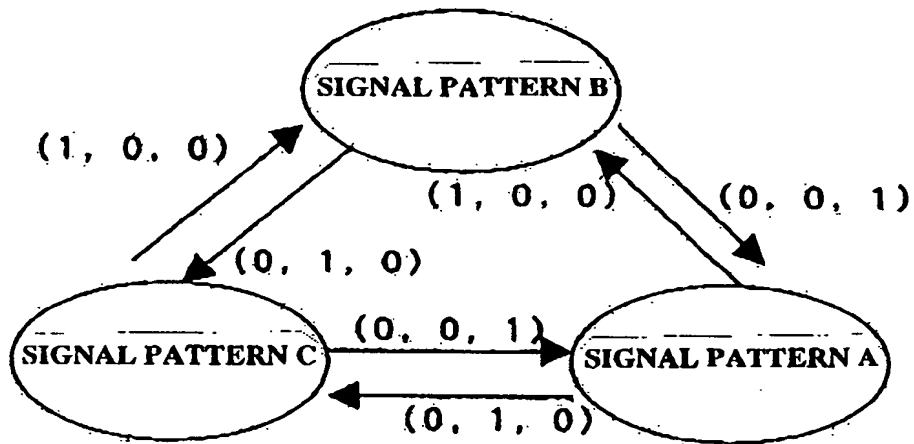 SIGNAL PATTERN B
(1, 0, 0)
(1, 0, 0)
(0, 0, 1)
(0, 1, 0)
(0, 0, 1)
SIGNAL PATTERN C
SIGNAL PATTERN A
(0, 1, 0)